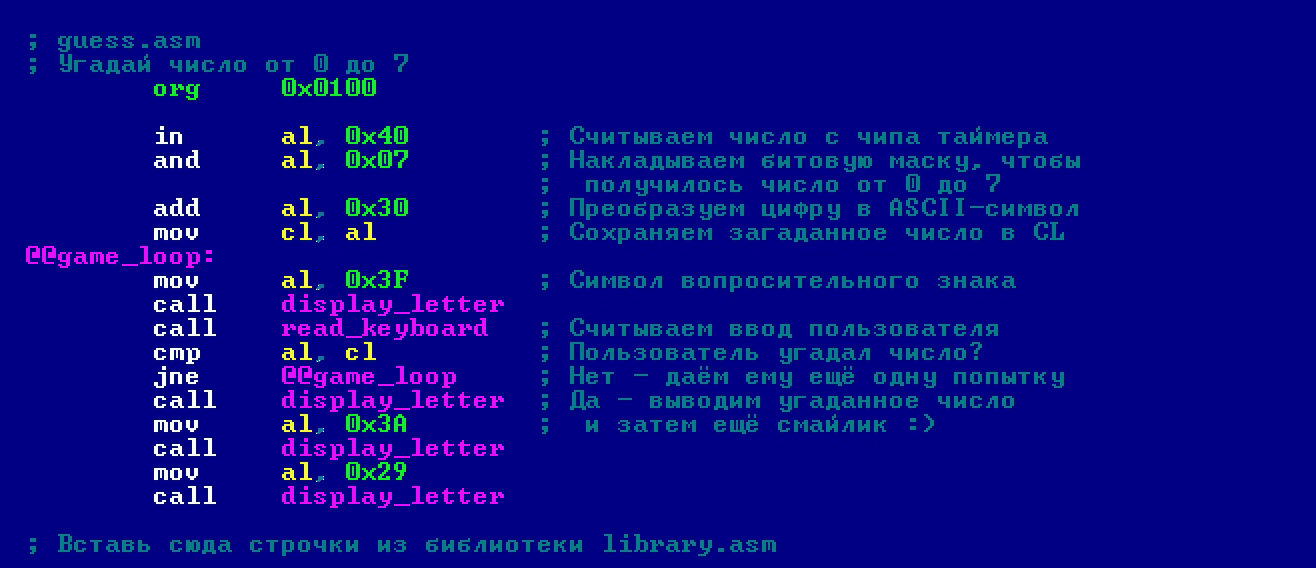 ; guess.asm
; Угадай число от 0 до 7
org 0x0100
in al, 0x40 ; Считываем число с чипа таймера
and al, 0x07 ; Накладываем битовую маску, чтобы
; получилось число от 0 до 7
add al, 0x30 ; Преобразуем цифру в ASCII-символ
mov cl, al ; Сохраняем загаданное число в CL
@@game_loop:
mov al, 0x3F ; Символ вопросительного знака
call display_letter
call read_keyboard ; Считываем ввод пользователя
cmp al, cl ; Пользователь угадал число?
jne @@game_loop ; Нет - даём ему ещё одну попытку
call display_letter ; Да - выводим угаданное число
mov al, 0x3A ; и затем ещё смайлик :)
call display_letter
mov al, 0x29
call display_letter
; Вставь сюда строчки из библиотеки library.asm